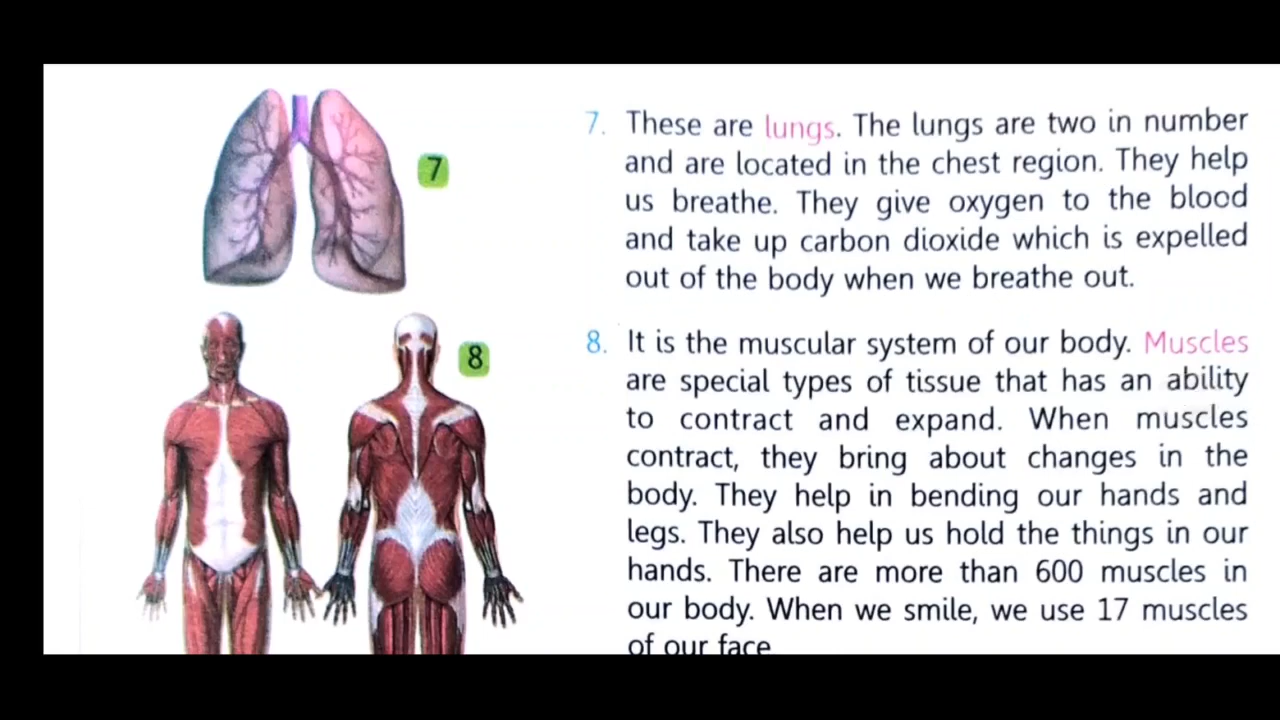 7
7. These are lungs. The lungs are two in number
and are located in the chest region. They help
us breathe. They give oxygen to the blood
and take up carbon dioxide which is expelled
out of the body when we breathe out.
8
8. It is the muscular system of our body. Muscles
are special types of tissue that has an ability
to contract and expand. When muscles
contract, they bring about changes in the
body. They help in bending our hands and
legs. They also help us hold the things in our
hands. There are more than 600 muscles in
our body. When we smile, we use 17 muscles
of our face